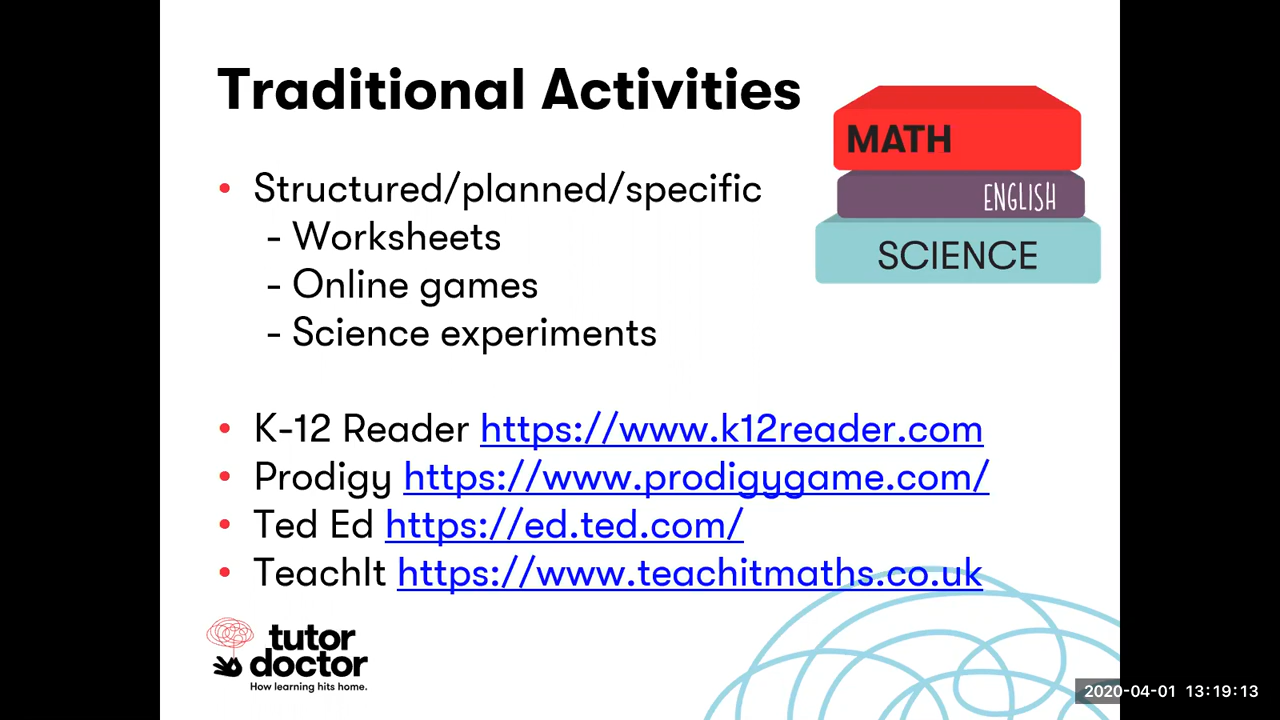 Traditional Activities
MATH
ENGLISH
SCIENCE
• Structured/planned/specific
- Worksheets
- Online games
- Science experiments
• K-12 Reader https://www.k12reader.com
• Prodigy https://www.prodigygame.com/
• Ted Ed https://ed.ted.com/
• TeachIt https://www.teachitmaths.co.uk
tutor
doctor
How learning hits home.
2020-04-01 13:19:13